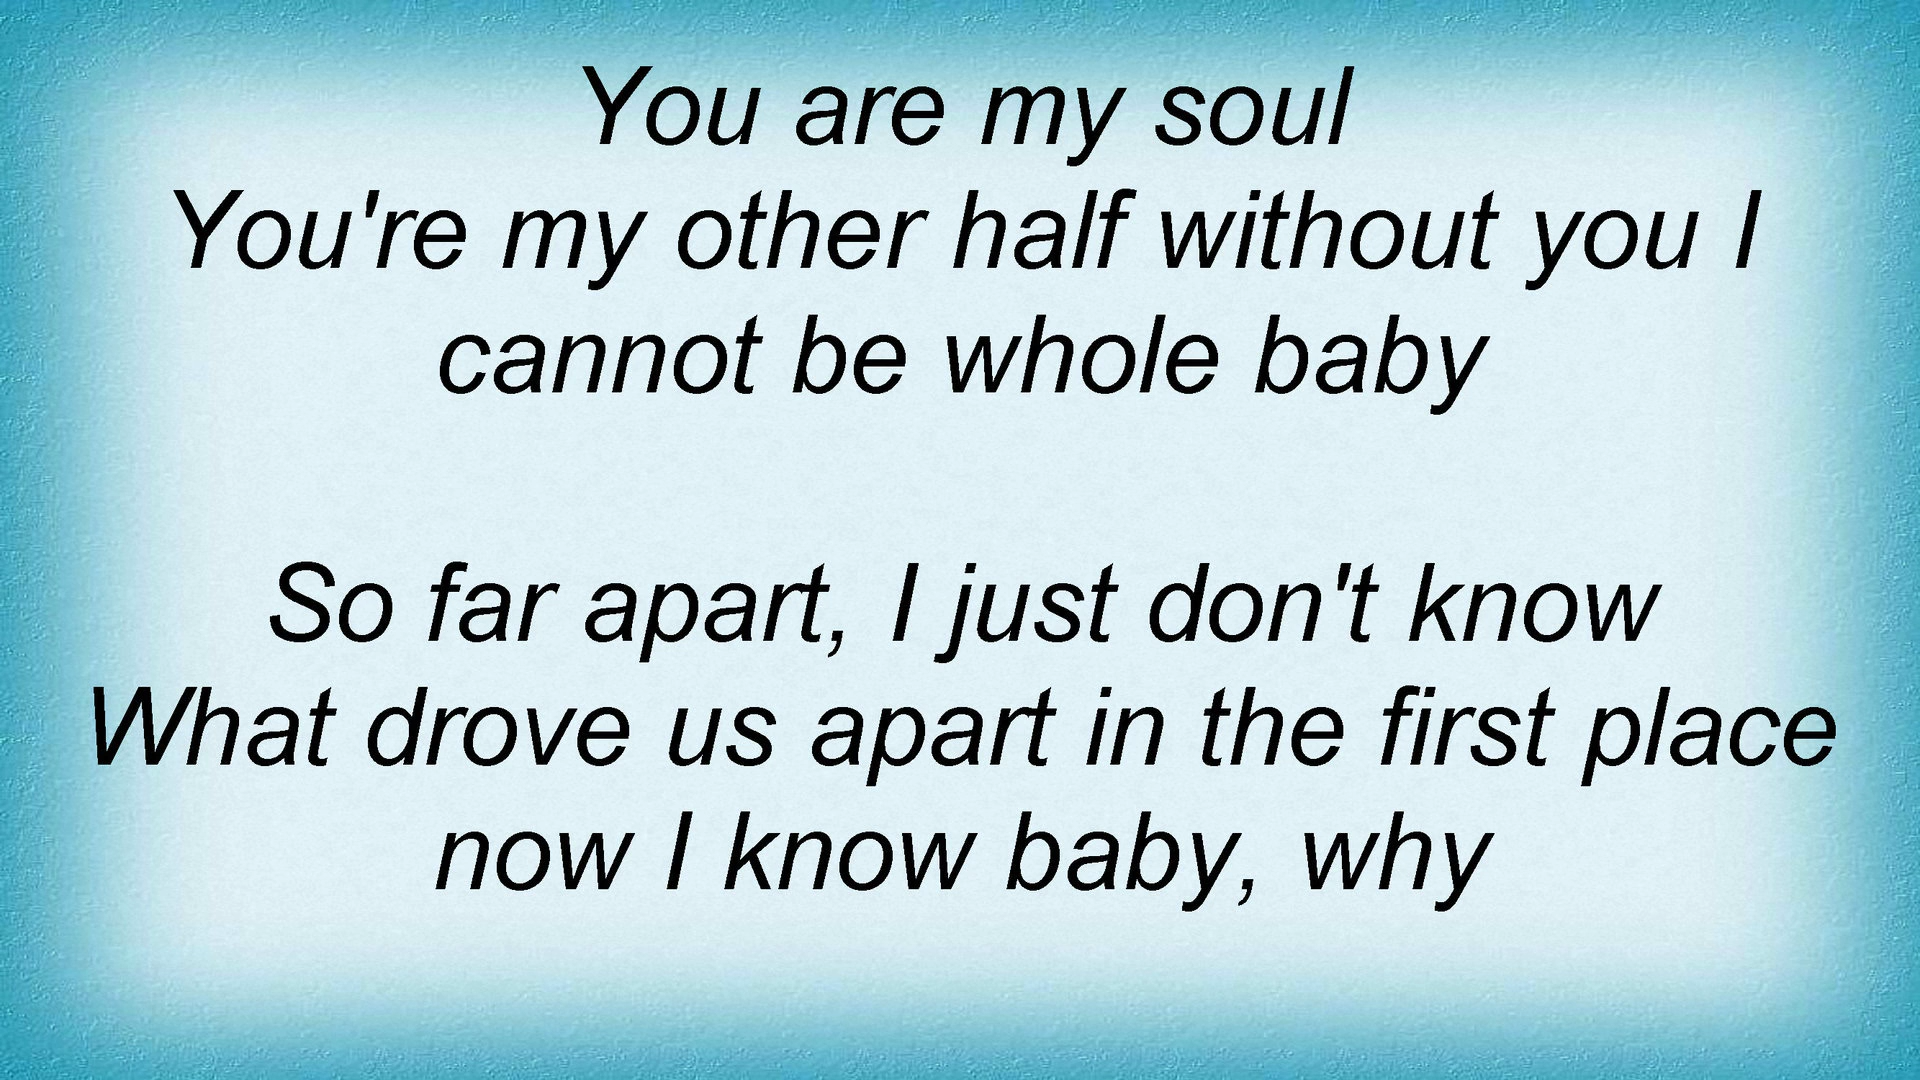 You are my soul
You're my other half without you I
cannot be whole baby
So far apart, I just don't know
What drove us apart in the first place
now I know baby, why